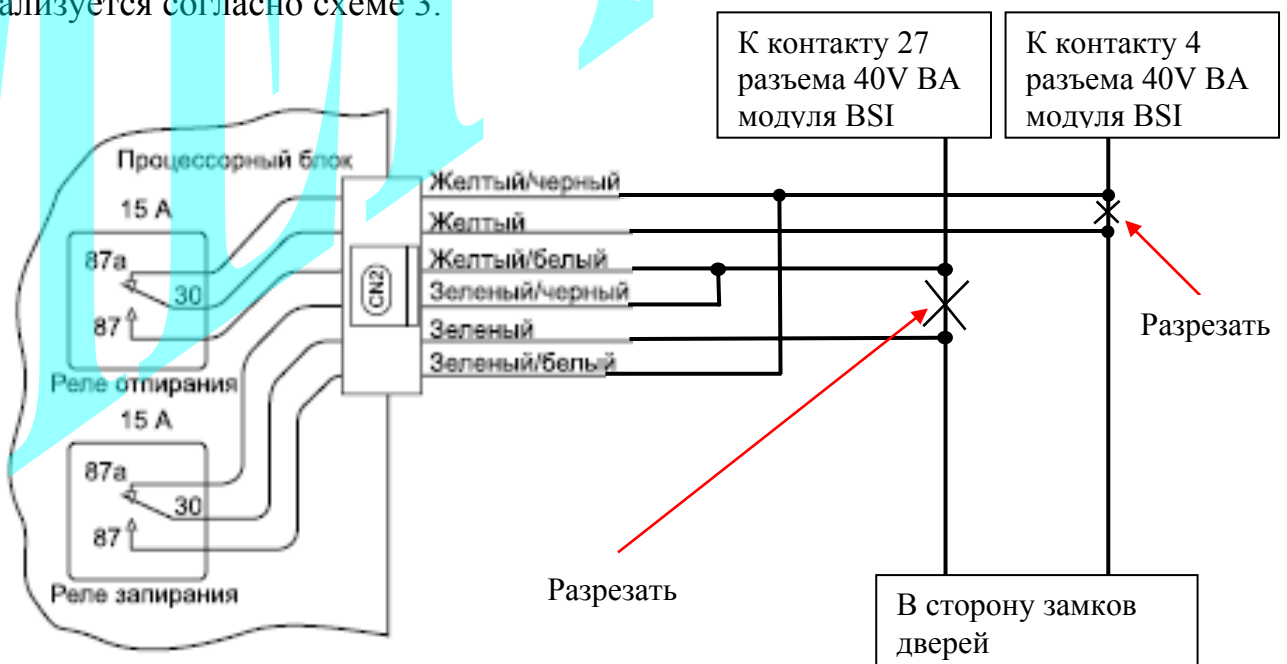 ализуется согласно схеме 3.
К контакту 27
разъема 40V BA
модуля BSI
К контакту 4
разъема 40V BA
модуля BSI
Процессорный блок
15 А
87а
30
87
Реле отпирания
15 А
87а
30
87
Реле запирания
CN2
Желтый/черный
Желтый
Желтый/белый
Зеленый/черный
Зеленый
Зеленый/белый
Разрезать
Разрезать
В сторону замков
дверей